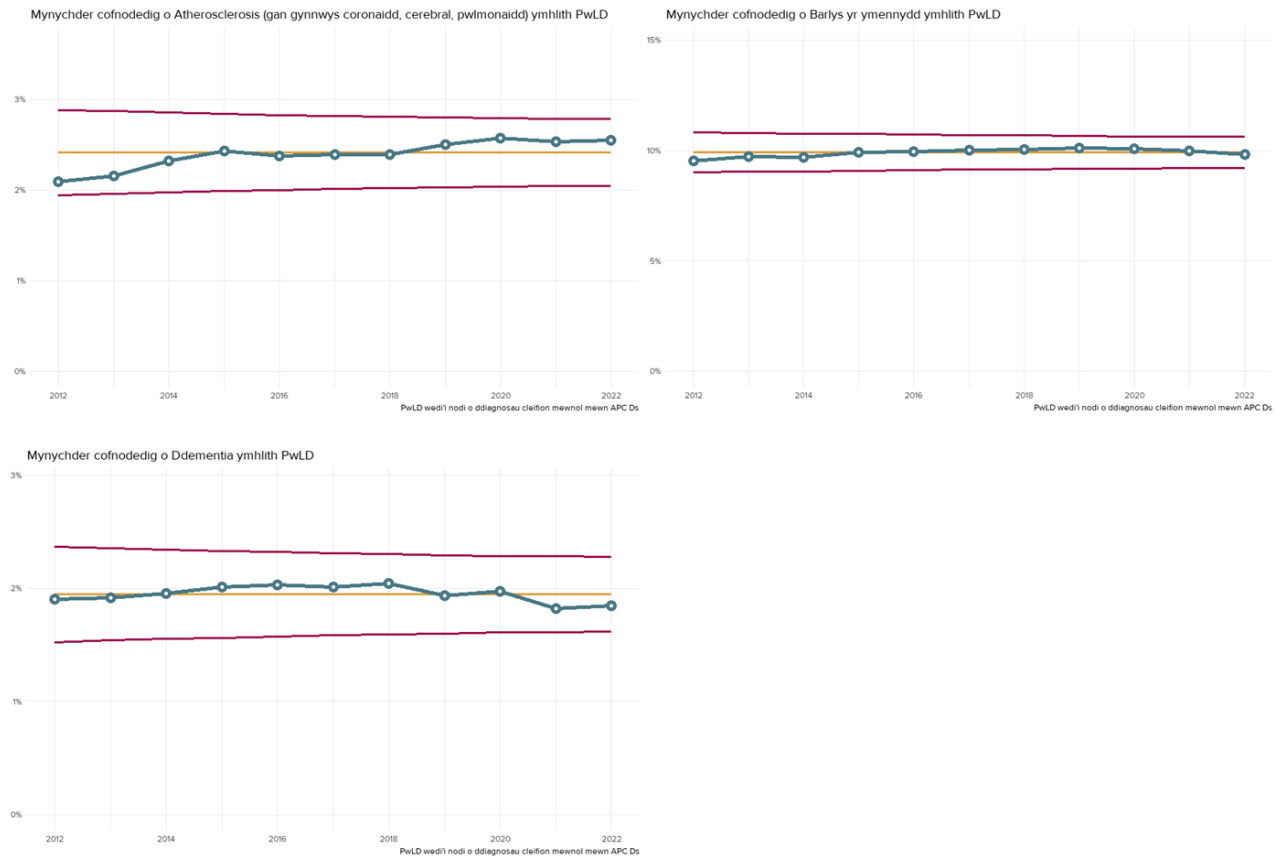 Mynychder cofnodedig o Atherosclerosis (gan gynnwys coronaidd, cerebral, pwlmonaidd) ymhlith PwLD
3%
2%
1%
0%
2012 2014 2016 2018 2020 2022
PwLD wedi'i nodi o ddiagnosau cleifion mewnol mewn APC Ds
Mynychder cofnodedig o Barlys yr ymennydd ymhlith PwLD
15%
10%
5%
0%
2012 2014 2016 2018 2020 2022
PwLD wedi'i nodi o ddiagnosau cleifion mewnol mewn APC Ds
Mynychder cofnodedig o Ddementia ymhlith PwLD
3%
2%
1%
0%
2012 2014 2016 2018 2020 2022
PwLD wedi'i nodi o ddiagnosau cleifion mewnol mewn APC Ds